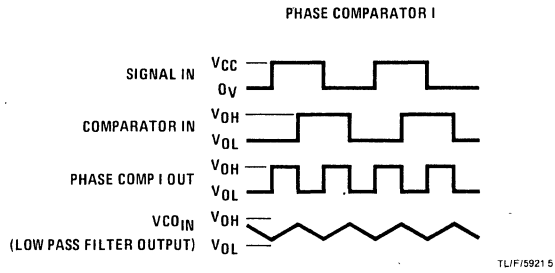 PHASE COMPARATOR I
SIGNAL IN
VCC
0V
COMPARATOR IN
VOH
VOL
PHASE COMP I OUT
VOH
VOL
VCOIN
(LOW PASS FILTER OUTPUT)
VOH
VOL
TL/F/5921 5